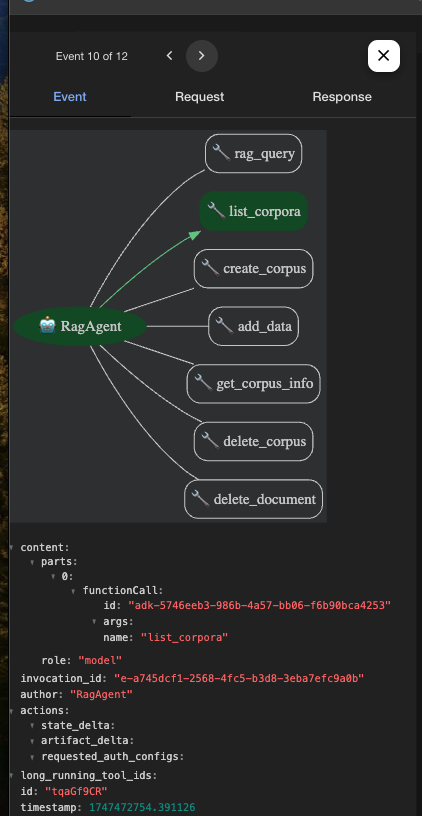 Event 10 of 12
Event Request Response
rag_query
list_corpora
create_corpus
RagAgent
add_data
get_corpus_info
delete_corpus
delete_document
content:
parts:
0:
functionCall:
id: "adk-5746eeb3-986b-4a57-bb06-f6b90bca4253"
args:
name: "list_corpora"
role: "model"
invocation_id: "e-a745dcf1-2568-4fc5-b3d8-3eba7efc9a0b"
author: "RagAgent"
actions:
state_delta:
artifact_delta:
requested_auth_configs:
long_running_tool_ids:
id: "tqaGf9CR"
timestamp: 1747472754.391126